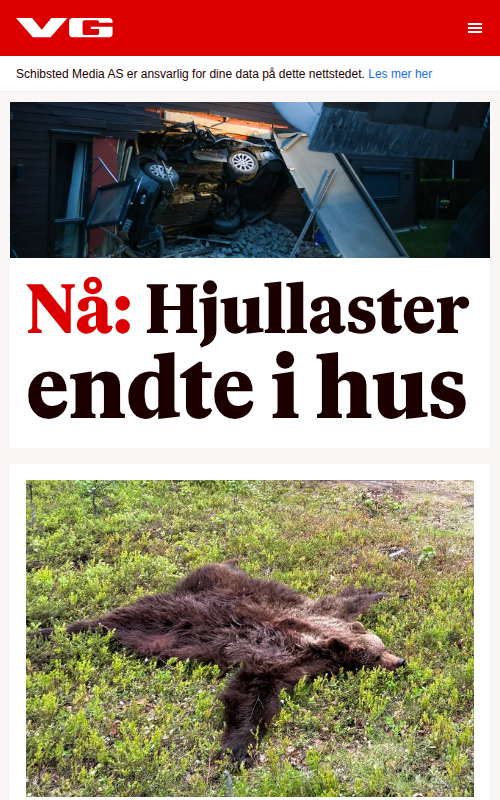 VG
Schibsted Media AS er ansvarlig for dine data på dette nettstedet. Les mer her
Nå: Hjullaster
endte i hus